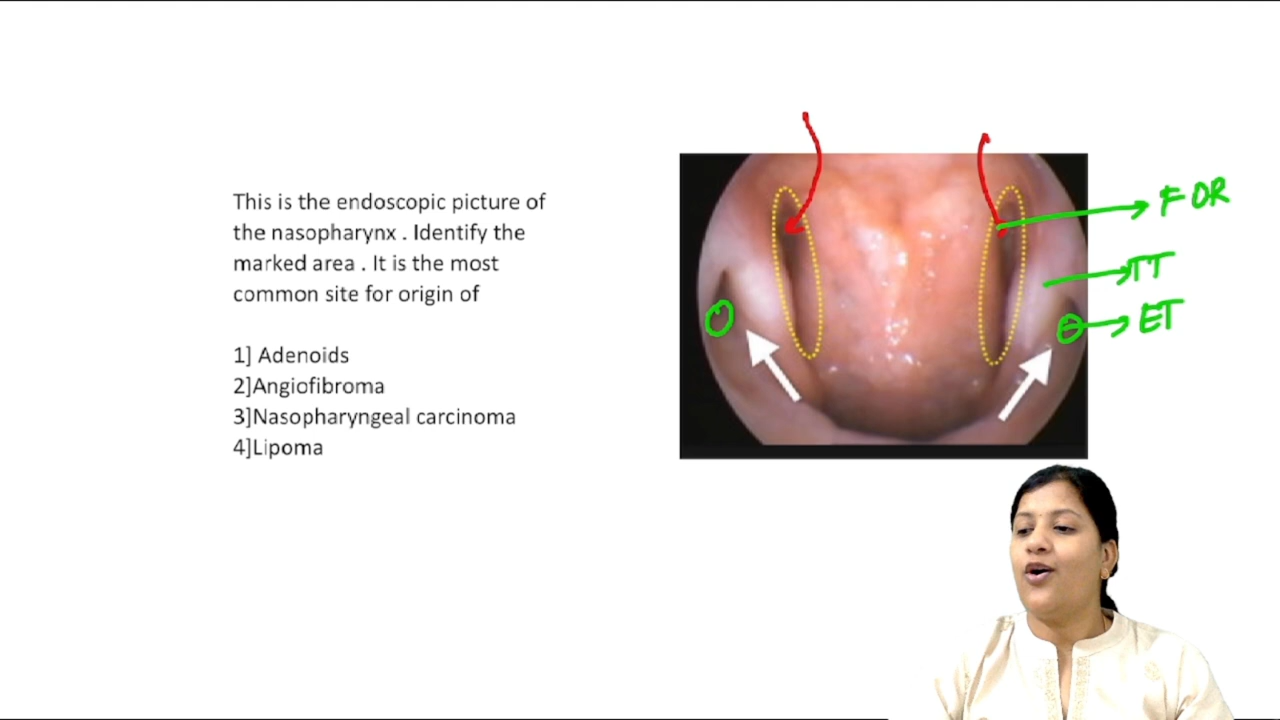 This is the endoscopic picture of
the nasopharynx . Identify the
marked area . It is the most
common site for origin of
1] Adenoids
2]Angiofibroma
3]Nasopharyngeal carcinoma
4]Lipoma
FOR
TT
ET